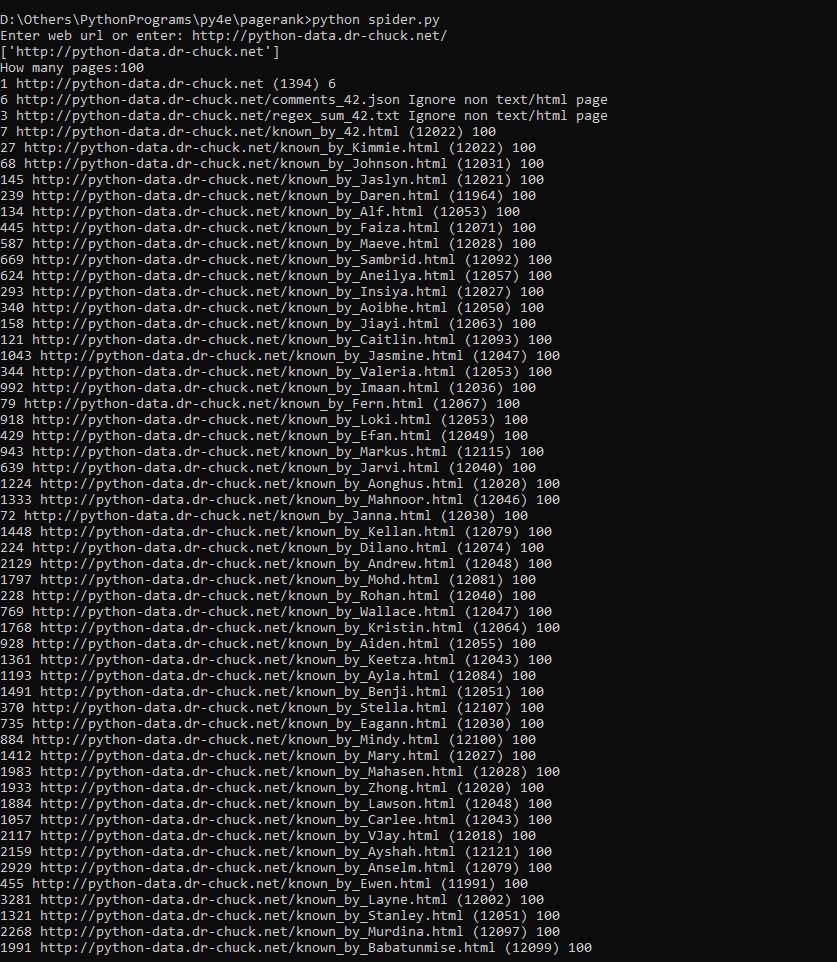 D:\Others\PythonPrograms\py4e\pagerank>python spider.py
Enter web url or enter: http://python-data.dr-chuck.net/
['http://python-data.dr-chuck.net']
How many pages:100
1 http://python-data.dr-chuck.net (1394) 6
6 http://python-data.dr-chuck.net/comments_42.json Ignore non text/html page
3 http://python-data.dr-chuck.net/regex_sum_42.txt Ignore non text/html page
7 http://python-data.dr-chuck.net/known_by_42.html (12022) 100
27 http://python-data.dr-chuck.net/known_by_Kimmie.html (12022) 100
68 http://python-data.dr-chuck.net/known_by_Johnson.html (12031) 100
145 http://python-data.dr-chuck.net/known_by_Jaslyn.html (12021) 100
239 http://python-data.dr-chuck.net/known_by_Daren.html (11964) 100
134 http://python-data.dr-chuck.net/known_by_Alf.html (12053) 100
445 http://python-data.dr-chuck.net/known_by_Faiza.html (12071) 100
587 http://python-data.dr-chuck.net/known_by_Maeve.html (12028) 100
669 http://python-data.dr-chuck.net/known_by_Sambrid.html (12092) 100
624 http://python-data.dr-chuck.net/known_by_Aneilya.html (12057) 100
293 http://python-data.dr-chuck.net/known_by_Insiya.html (12027) 100
340 http://python-data.dr-chuck.net/known_by_Aoibhe.html (12050) 100
158 http://python-data.dr-chuck.net/known_by_Jiayi.html (12063) 100
121 http://python-data.dr-chuck.net/known_by_Caitlin.html (12093) 100
1043 http://python-data.dr-chuck.net/known_by_Jasmine.html (12047) 100
344 http://python-data.dr-chuck.net/known_by_Valeria.html (12053) 100
992 http://python-data.dr-chuck.net/known_by_Imaan.html (12036) 100
79 http://python-data.dr-chuck.net/known_by_Fern.html (12067) 100
918 http://python-data.dr-chuck.net/known_by_Loki.html (12053) 100
429 http://python-data.dr-chuck.net/known_by_Efan.html (12049) 100
943 http://python-data.dr-chuck.net/known_by_Markus.html (12115) 100
639 http://python-data.dr-chuck.net/known_by_Jarvi.html (12040) 100
1224 http://python-data.dr-chuck.net/known_by_Aonghus.html (12020) 100
1333 http://python-data.dr-chuck.net/known_by_Mahnoor.html (12046) 100
72 http://python-data.dr-chuck.net/known_by_Janna.html (12030) 100
1448 http://python-data.dr-chuck.net/known_by_Kellan.html (12079) 100
224 http://python-data.dr-chuck.net/known_by_Dilano.html (12074) 100
2129 http://python-data.dr-chuck.net/known_by_Andrew.html (12048) 100
1797 http://python-data.dr-chuck.net/known_by_Mohd.html (12081) 100
228 http://python-data.dr-chuck.net/known_by_Rohan.html (12040) 100
769 http://python-data.dr-chuck.net/known_by_Wallace.html (12047) 100
1768 http://python-data.dr-chuck.net/known_by_Kristin.html (12064) 100
928 http://python-data.dr-chuck.net/known_by_Aiden.html (12055) 100
1361 http://python-data.dr-chuck.net/known_by_Keetza.html (12043) 100
1193 http://python-data.dr-chuck.net/known_by_Ayla.html (12084) 100
1491 http://python-data.dr-chuck.net/known_by_Benji.html (12051) 100
370 http://python-data.dr-chuck.net/known_by_Stella.html (12107) 100
735 http://python-data.dr-chuck.net/known_by_Eagann.html (12030) 100
884 http://python-data.dr-chuck.net/known_by_Mindy.html (12100) 100
1412 http://python-data.dr-chuck.net/known_by_Mary.html (12027) 100
1983 http://python-data.dr-chuck.net/known_by_Mahasen.html (12028) 100
1933 http://python-data.dr-chuck.net/known_by_Zhong.html (12020) 100
1884 http://python-data.dr-chuck.net/known_by_Lawson.html (12048) 100
1057 http://python-data.dr-chuck.net/known_by_Carlee.html (12043) 100
2117 http://python-data.dr-chuck.net/known_by_VJay.html (12018) 100
2159 http://python-data.dr-chuck.net/known_by_Ayshah.html (12121) 100
2929 http://python-data.dr-chuck.net/known_by_Anselm.html (12079) 100
455 http://python-data.dr-chuck.net/known_by_Ewen.html (11991) 100
3281 http://python-data.dr-chuck.net/known_by_Layne.html (12002) 100
1321 http://python-data.dr-chuck.net/known_by_Stanley.html (12051) 100
2268 http://python-data.dr-chuck.net/known_by_Murdina.html (12097) 100
1991 http://python-data.dr-chuck.net/known_by_Babatunmise.html (12099) 100